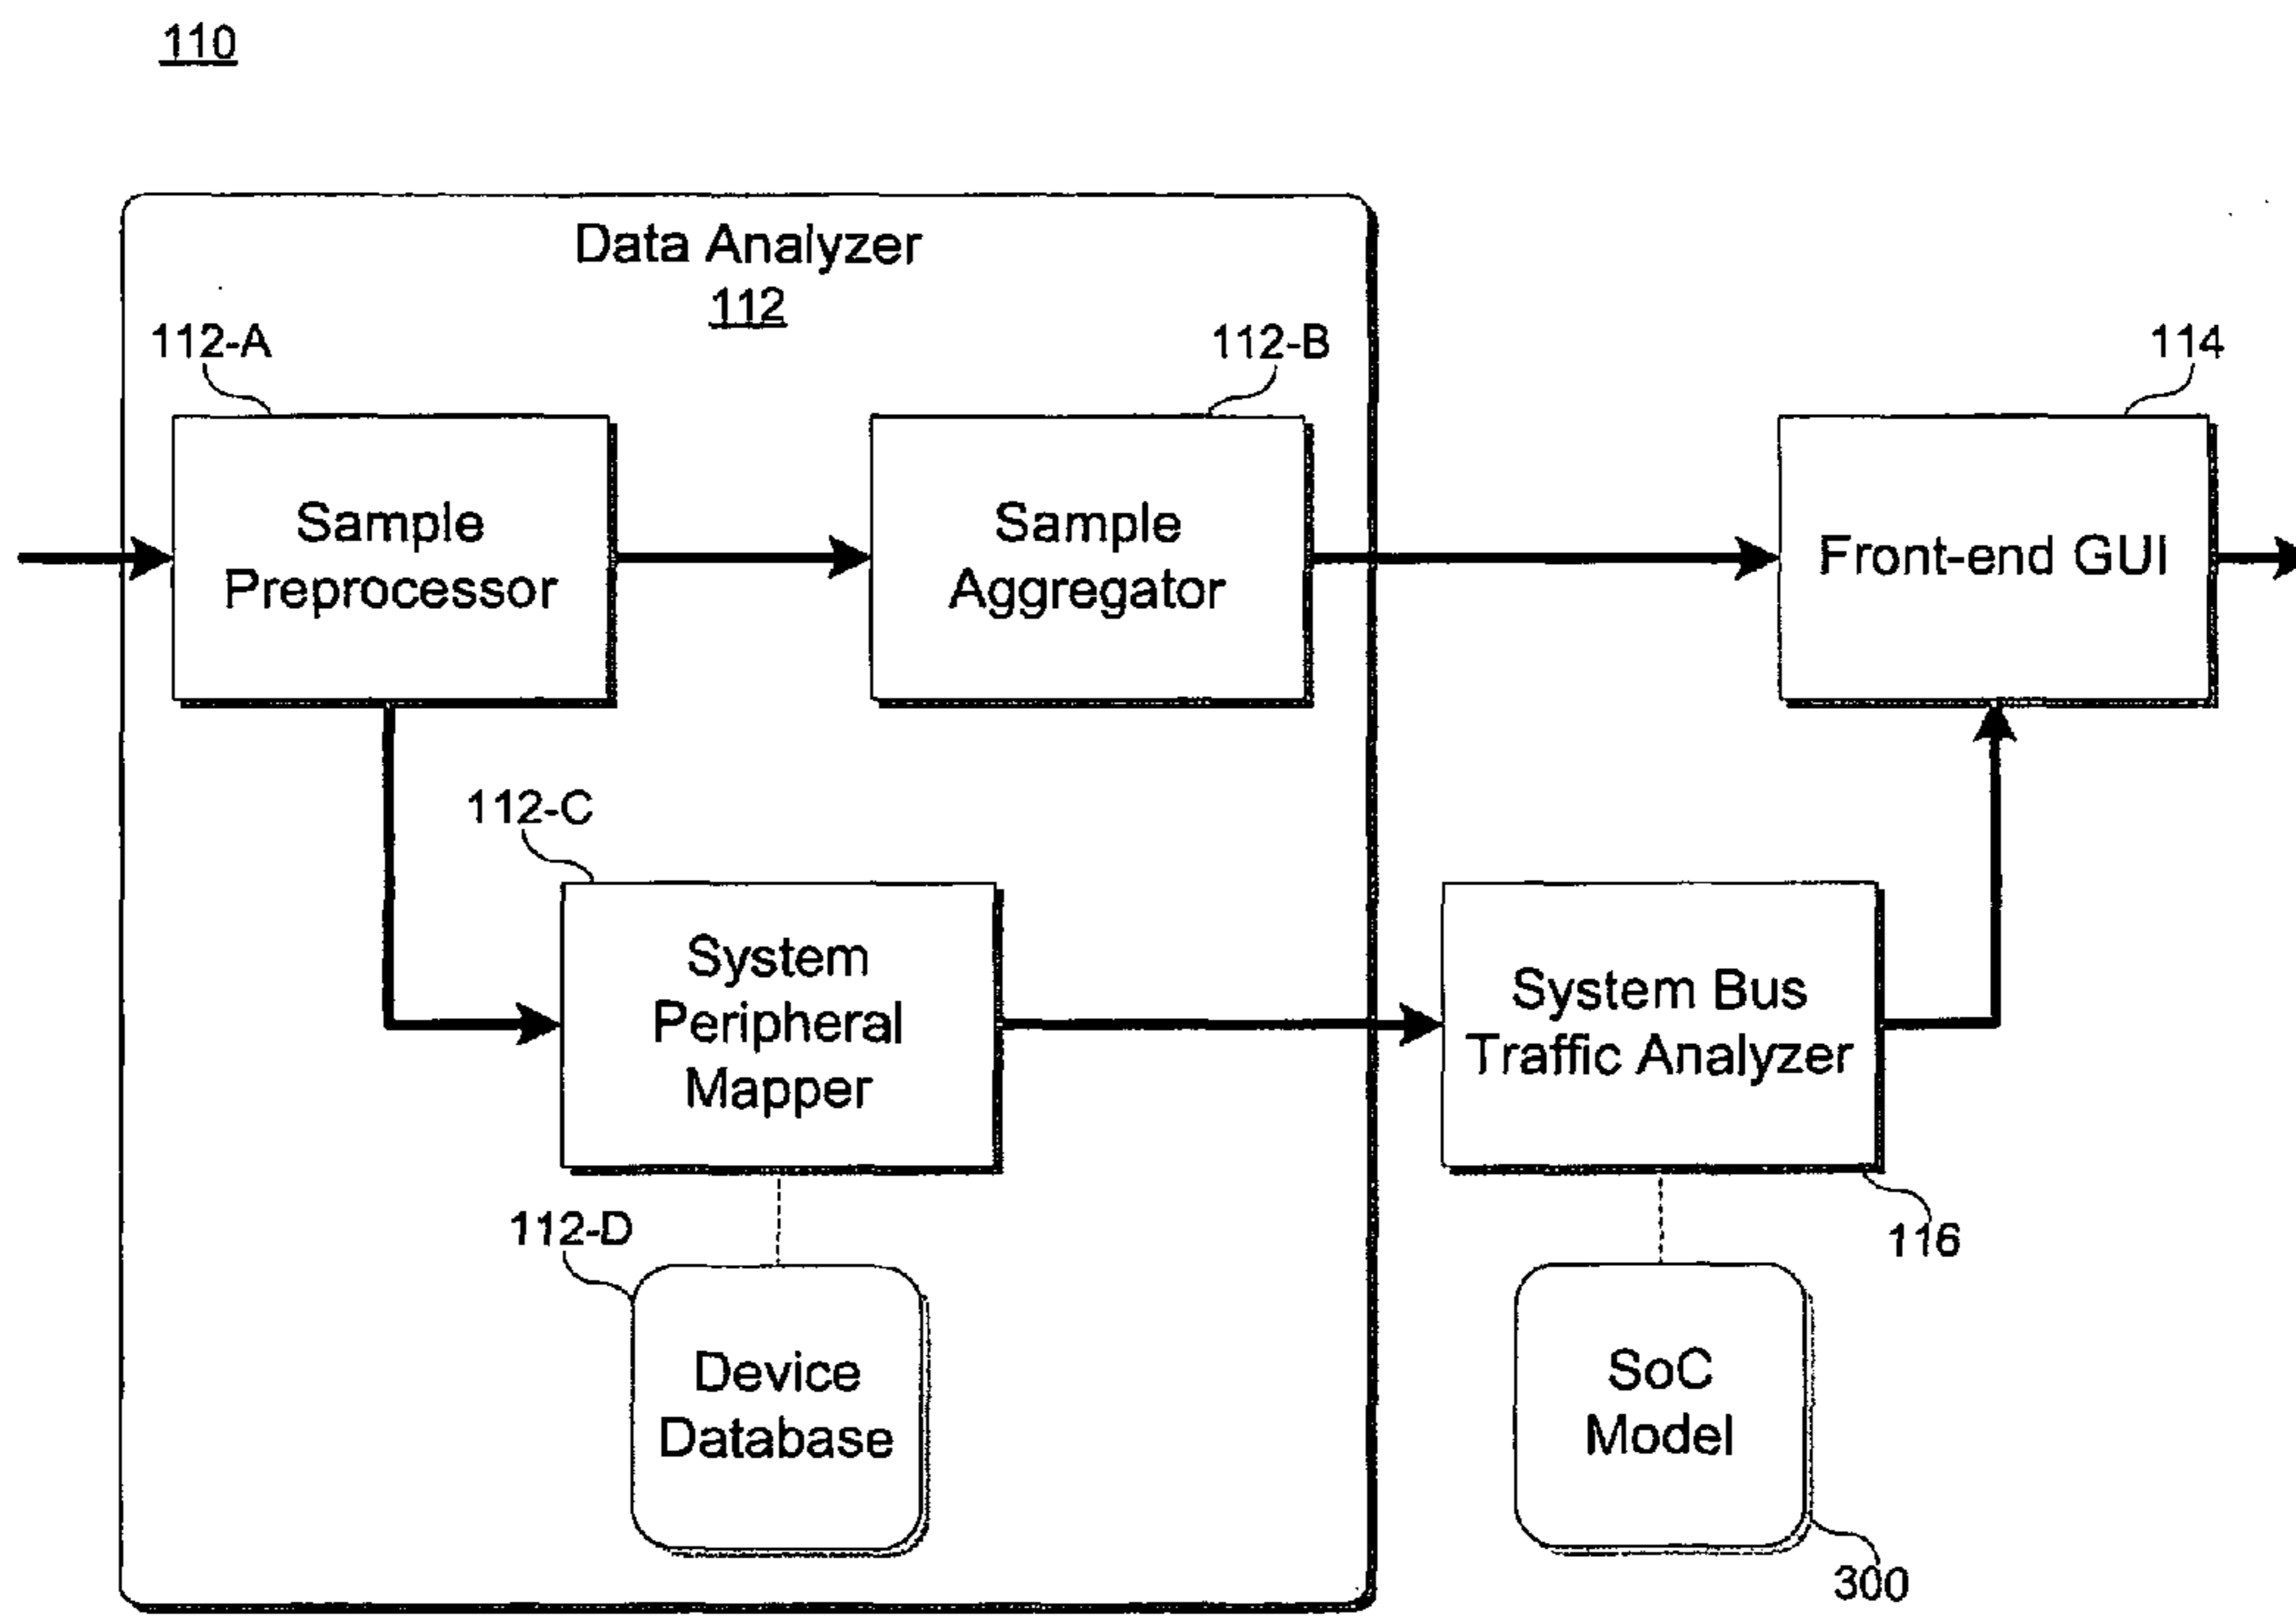 110
Data Analyzer
112
112-A
112-B
114
Sample
Preprocessor
Sample
Aggregator
Front-end GUI
112-C
System
Peripheral
Mapper
System Bus
Traffic Analyzer
112-D
116
Device
Database
SoC
Model
300